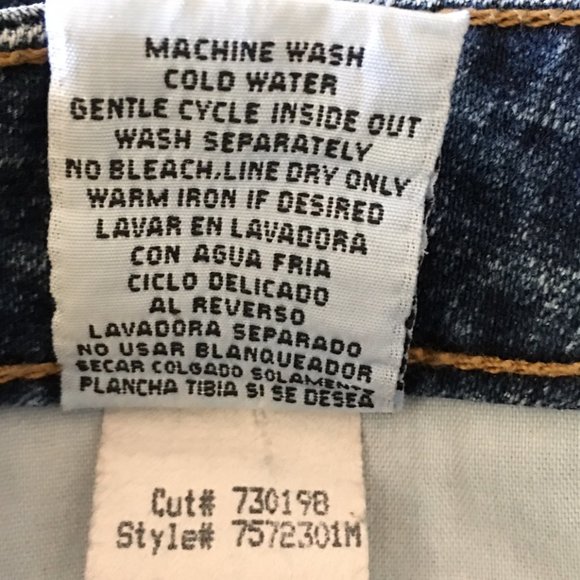 MACHINE WASH
COLD WATER
GENTLE CYCLE INSIDE OUT
WASH SEPARATELY
NO BLEACH, LINE DRY ONLY
WARM IRON IF DESIRED
LAVAR EN LAVADORA
CON AGUA FRIA
CICLO DELICADO
AL REVERSO
LAVADORA SEPARADO
NO USAR BLANQUEADOR
SECAR COLGADO SOLAMENTE
PLANCHA TIBIA SI SE DESEA
Cut# 730198
Style# 7572301M